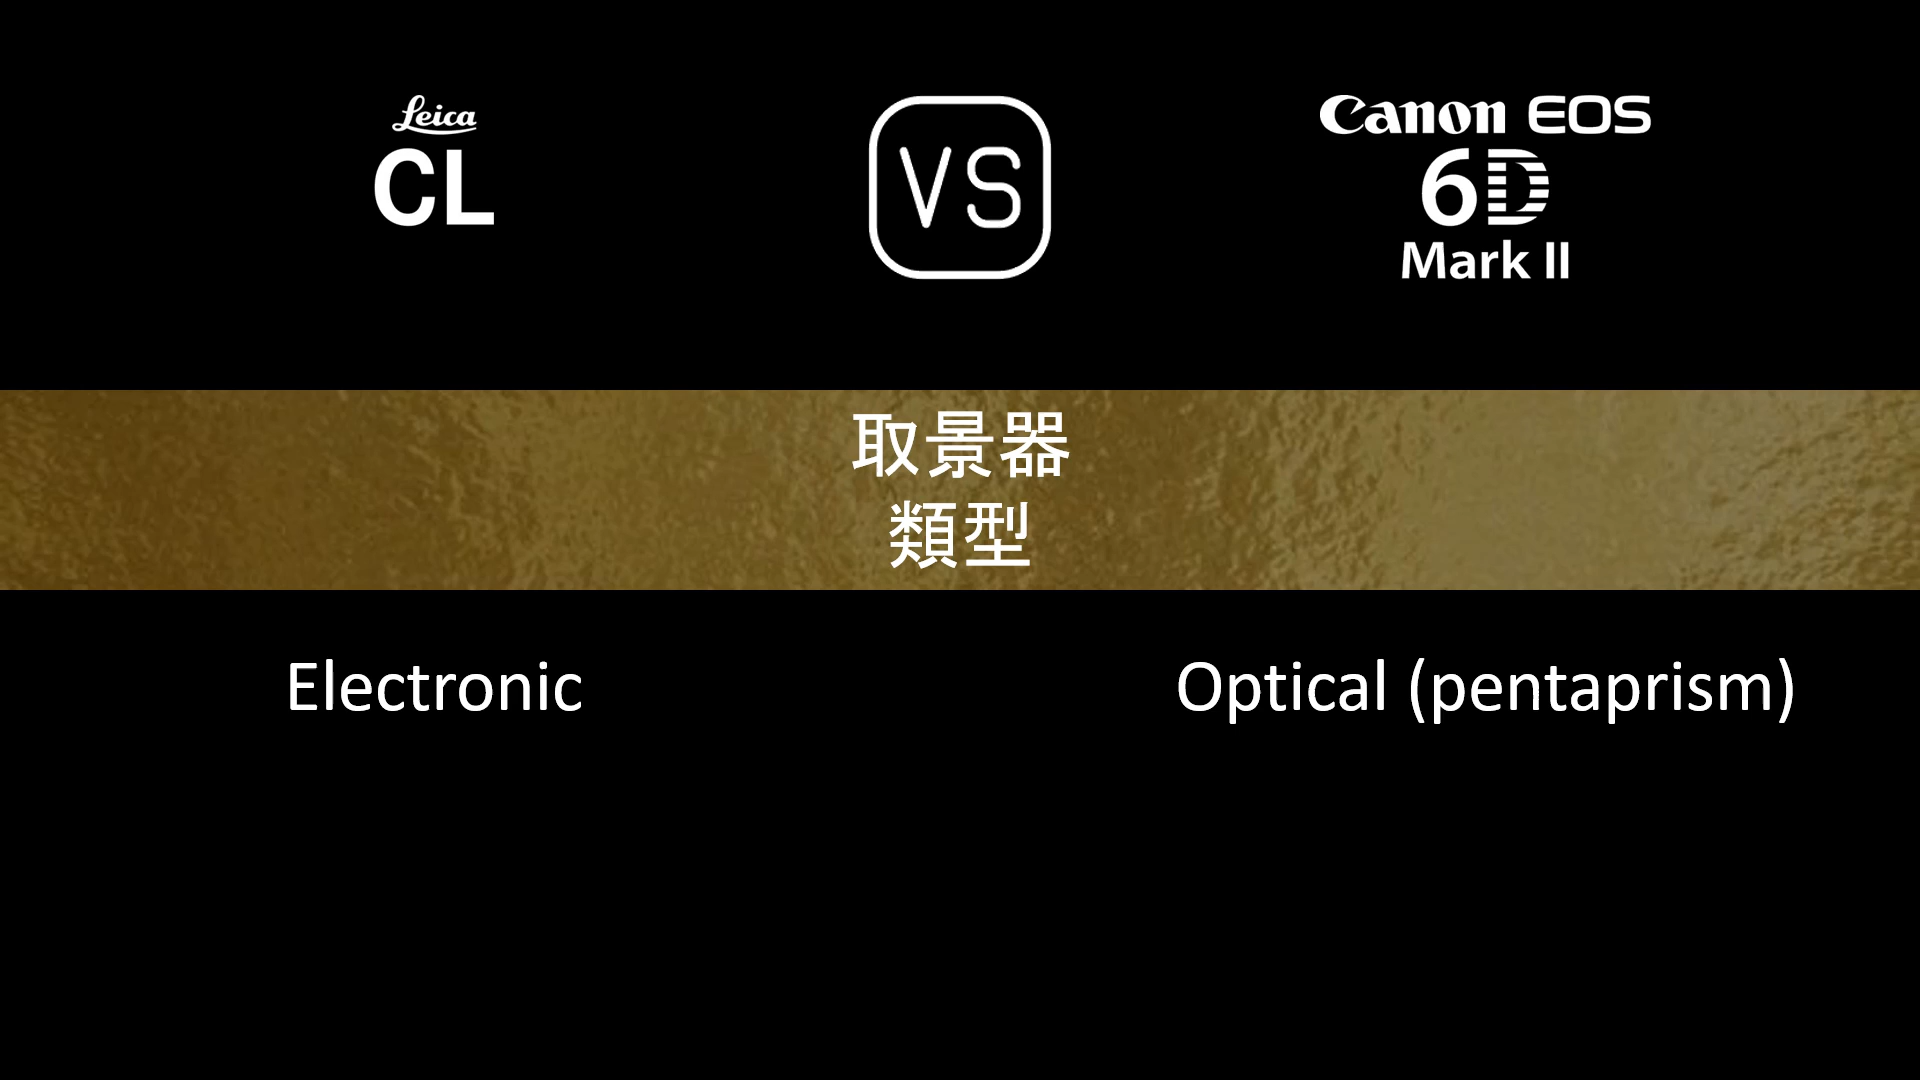 Leica
CL
VS
Canon EOS
6D
Mark II
取景器
類型
Electronic
Optical (pentaprism)